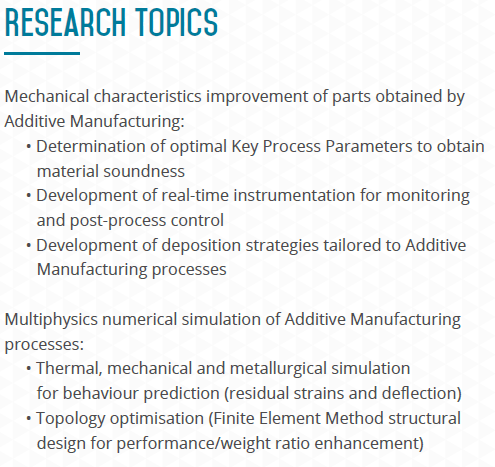 RESEARCH TOPICS
Mechanical characteristics improvement of parts obtained by
Additive Manufacturing:
• Determination of optimal Key Process Parameters to obtain
material soundness
• Development of real-time instrumentation for monitoring
and post-process control
• Development of deposition strategies tailored to Additive
Manufacturing processes
Multiphysics numerical simulation of Additive Manufacturing
processes:
• Thermal, mechanical and metallurgical simulation
for behaviour prediction (residual strains and deflection)
• Topology optimisation (Finite Element Method structural
design for performance/weight ratio enhancement)